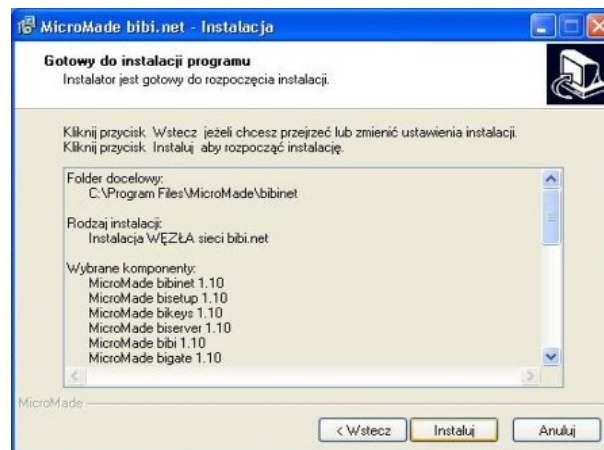 MicroMade bibi.net - Instalacja
Gotowy do instalacji programu
Instalator jest gotowy do rozpoczęcia instalacji.
Kliknij przycisk Wstecz jeżeli chcesz przejrzeć lub zmienić ustawienia instalacji.
Kliknij przycisk Instaluj aby rozpocząć instalację.
Folder docelowy:
C:\Program Files\MicroMade\bibinet
Rodzaj instalacji:
Instalacja WĘZŁA sieci bibi.net
Wybrane komponenty:
MicroMade bibinet 1.10
MicroMade bisetup 1.10
MicroMade bikeys 1.10
MicroMade biserver 1.10
MicroMade bibi 1.10
MicroMade bigate 1.10
MicroMade
< Wstecz
Instaluj
Anuluj